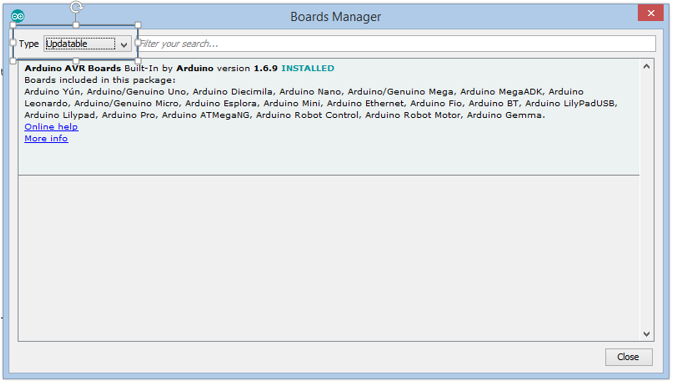 Boards Manager
Type Updatable Filter your search...
Arduino AVR Boards Built-In by Arduino version 1.6.9 INSTALLED
Boards included in this package:
Arduino Yún, Arduino/Genuino Uno, Arduino Diecimila, Arduino Nano, Arduino/Genuino Mega, Arduino MegaADK, Arduino
Leonardo, Arduino/Genuino Micro, Arduino Esplora, Arduino Mini, Arduino Ethernet, Arduino Fio, Arduino BT, Arduino LilyPadUSB,
Arduino Lilypad, Arduino Pro, Arduino ATMegaNG, Arduino Robot Control, Arduino Robot Motor, Arduino Gemma.
Online help
More info
Close